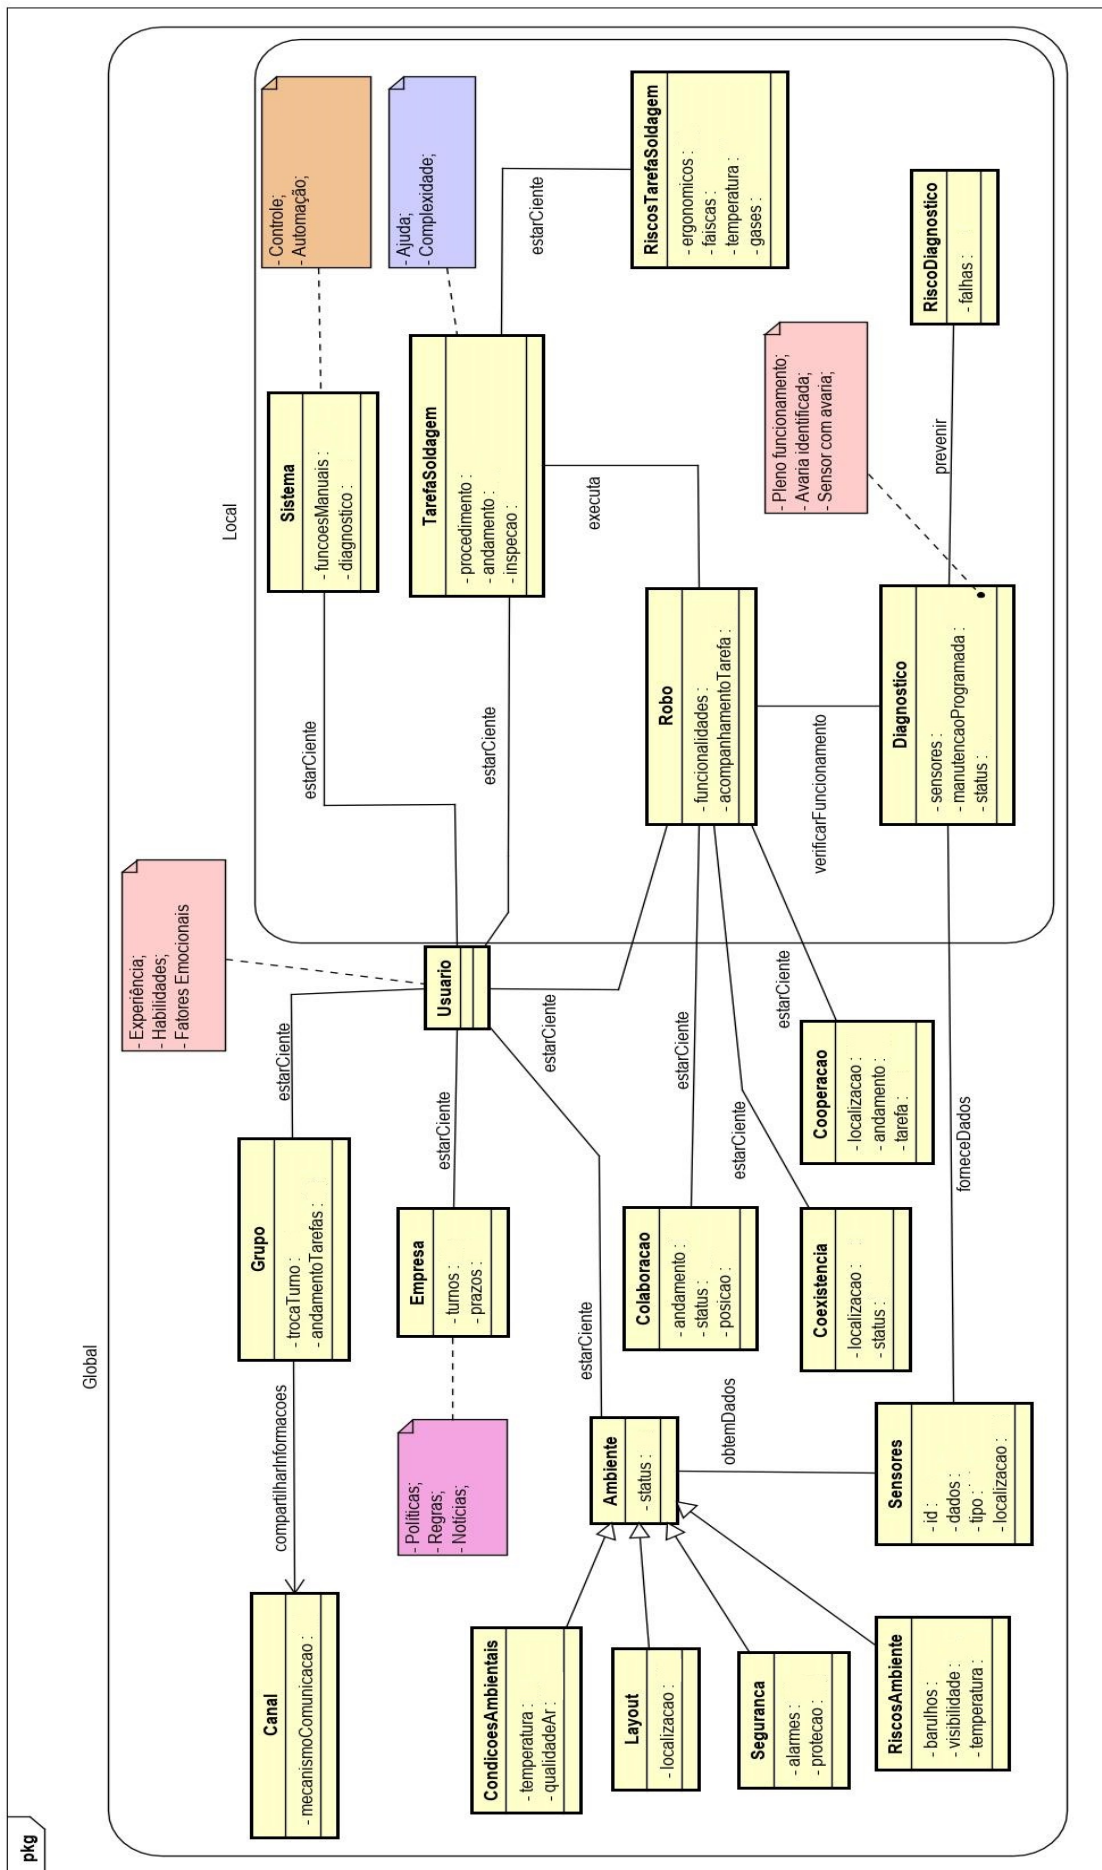 pkg
Global
Local
Canal
- mecanismoComunicacao :
compartilharInformacoes
Grupo
- trocaTurno :
- andamentoTarefas :
estarCiente
- Experiência;
- Habilidades;
- Fatores Emocionais
Usuario
estarCiente
Sistema
- funcoesManuais :
- diagnostico :
- Controle;
- Automação;
- Políticas;
- Regras;
- Notícias;
Empresa
- turnos :
- prazos :
estarCiente
estarCiente
TarefaSoldagem
- procedimento :
- andamento :
- inspecao :
- Ajuda;
- Complexidade;
estarCiente
RiscosTarefaSoldagem
- ergonomicos :
- faiscas :
- temperatura :
- gases :
CondicoesAmbientais
- temperatura :
- qualidadeAr :
Layout
- localizacao :
Seguranca
- alarmes :
- protecao :
RiscosAmbiente
- barulhos :
- visibilidade :
- temperatura :
Ambiente
- status :
estarCiente
estarCiente
executa
obtemDados
Sensores
- id :
- dados :
- tipo :
- localizacao :
Colaboracao
- andamento :
- status :
- posicao :
estarCiente
Coexistencia
- localizacao :
- status :
estarCiente
Cooperacao
- localizacao :
- andamento :
- tarefa :
estarCiente
Robo
- funcionalidades :
- acompanhamentoTarefa :
verificarFuncionamento
- Pleno funcionamento;
- Avaria identificada;
- Sensor com avaria;
forneceDados
Diagnostico
- sensores :
- manutencaoProgramada :
- status :
prevenir
RiscoDiagnostico
- falhas :